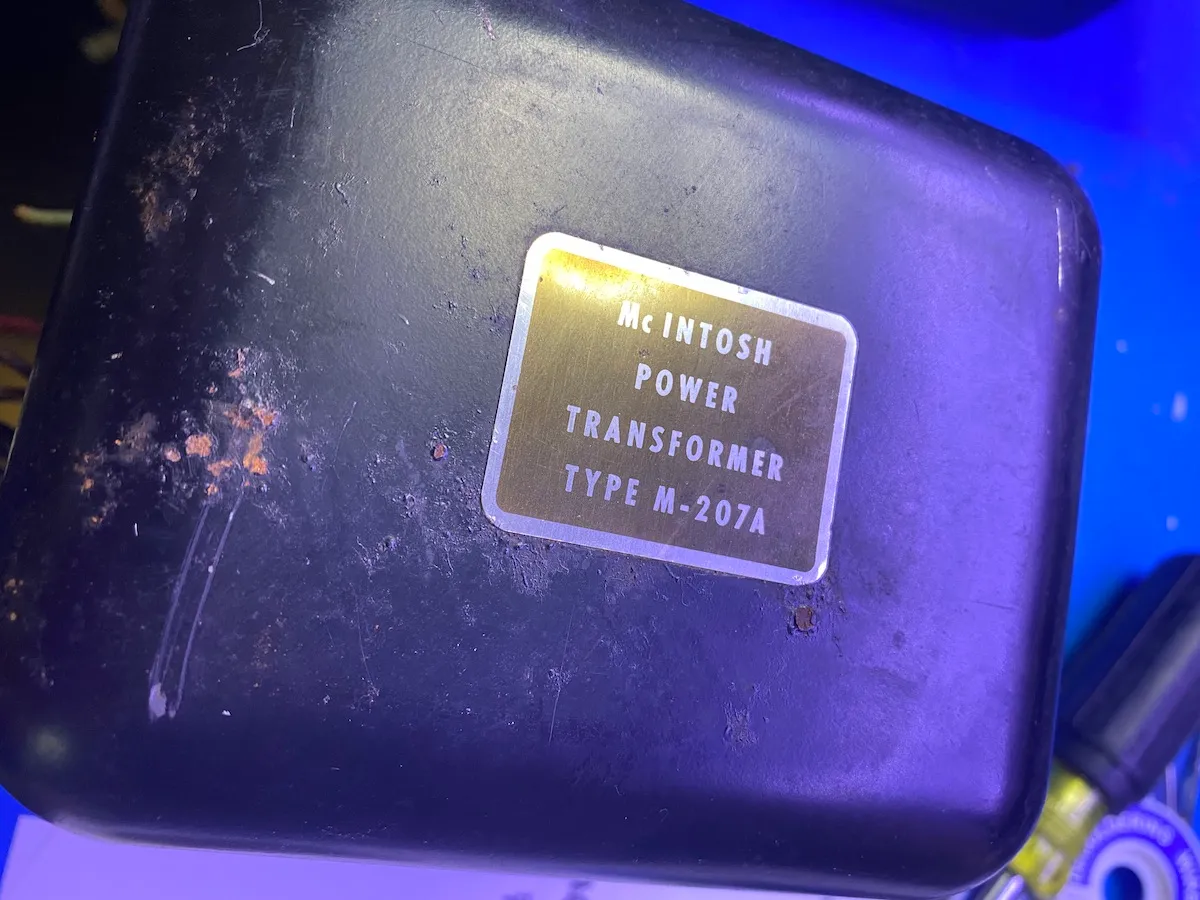 Mc INTOSH
POWER
TRANSFORMER
TYPE M-207A